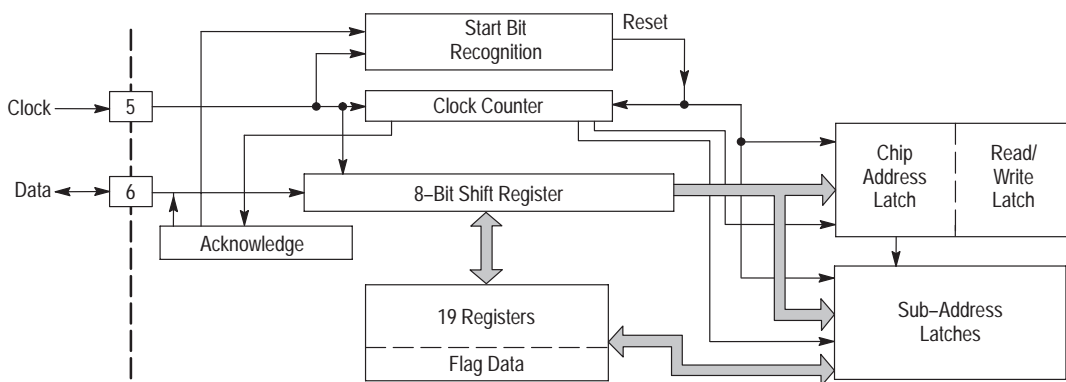 Start Bit
Recognition
Reset
Clock
5
Clock Counter
Chip
Address
Latch
Read/
Write
Latch
Data
6
8–Bit Shift Register
Acknowledge
19 Registers
Flag Data
Sub–Address
Latches